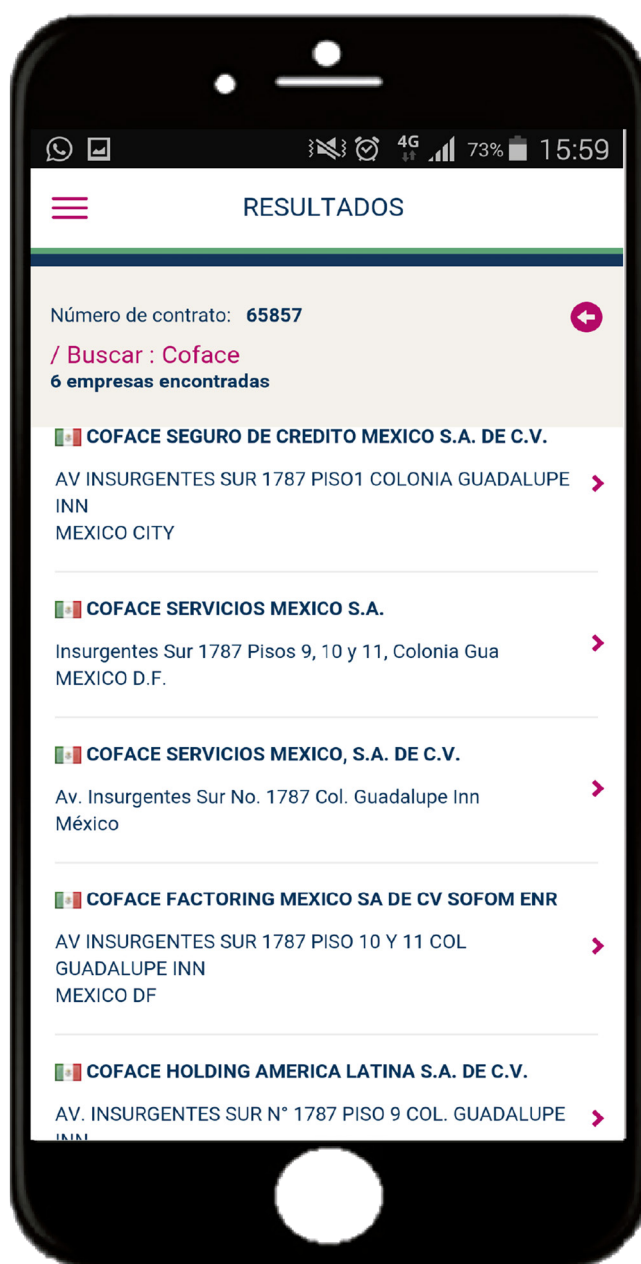 4G 73% 15:59
RESULTADOS
Número de contrato: 65857
/ Buscar : Coface
6 empresas encontradas
COFACE SEGURO DE CREDITO MEXICO S.A. DE C.V.
AV INSURGENTES SUR 1787 PISO1 COLONIA GUADALUPE
INN
MEXICO CITY
COFACE SERVICIOS MEXICO S.A.
Insurgentes Sur 1787 Pisos 9, 10 y 11, Colonia Gua
MEXICO D.F.
COFACE SERVICIOS MEXICO, S.A. DE C.V.
Av. Insurgentes Sur No. 1787 Col. Guadalupe Inn
México
COFACE FACTORING MEXICO SA DE CV SOFOM ENR
AV INSURGENTES SUR 1787 PISO 10 Y 11 COL
GUADALUPE INN
MEXICO DF
COFACE HOLDING AMERICA LATINA S.A. DE C.V.
AV. INSURGENTES SUR N° 1787 PISO 9 COL. GUADALUPE
INN